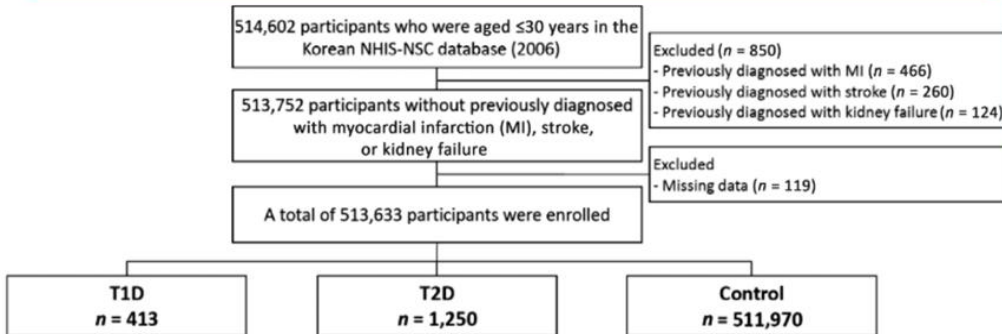 514,602 participants who were aged ≤30 years in the
Korean NHIS-NSC database (2006)
Excluded (n = 850)
- Previously diagnosed with MI (n = 466)
- Previously diagnosed with stroke (n = 260)
- Previously diagnosed with kidney failure (n = 124)
513,752 participants without previously diagnosed
with myocardial infarction (MI), stroke,
or kidney failure
Excluded
- Missing data (n = 119)
A total of 513,633 participants were enrolled
T1D
n = 413
T2D
n = 1,250
Control
n = 511,970